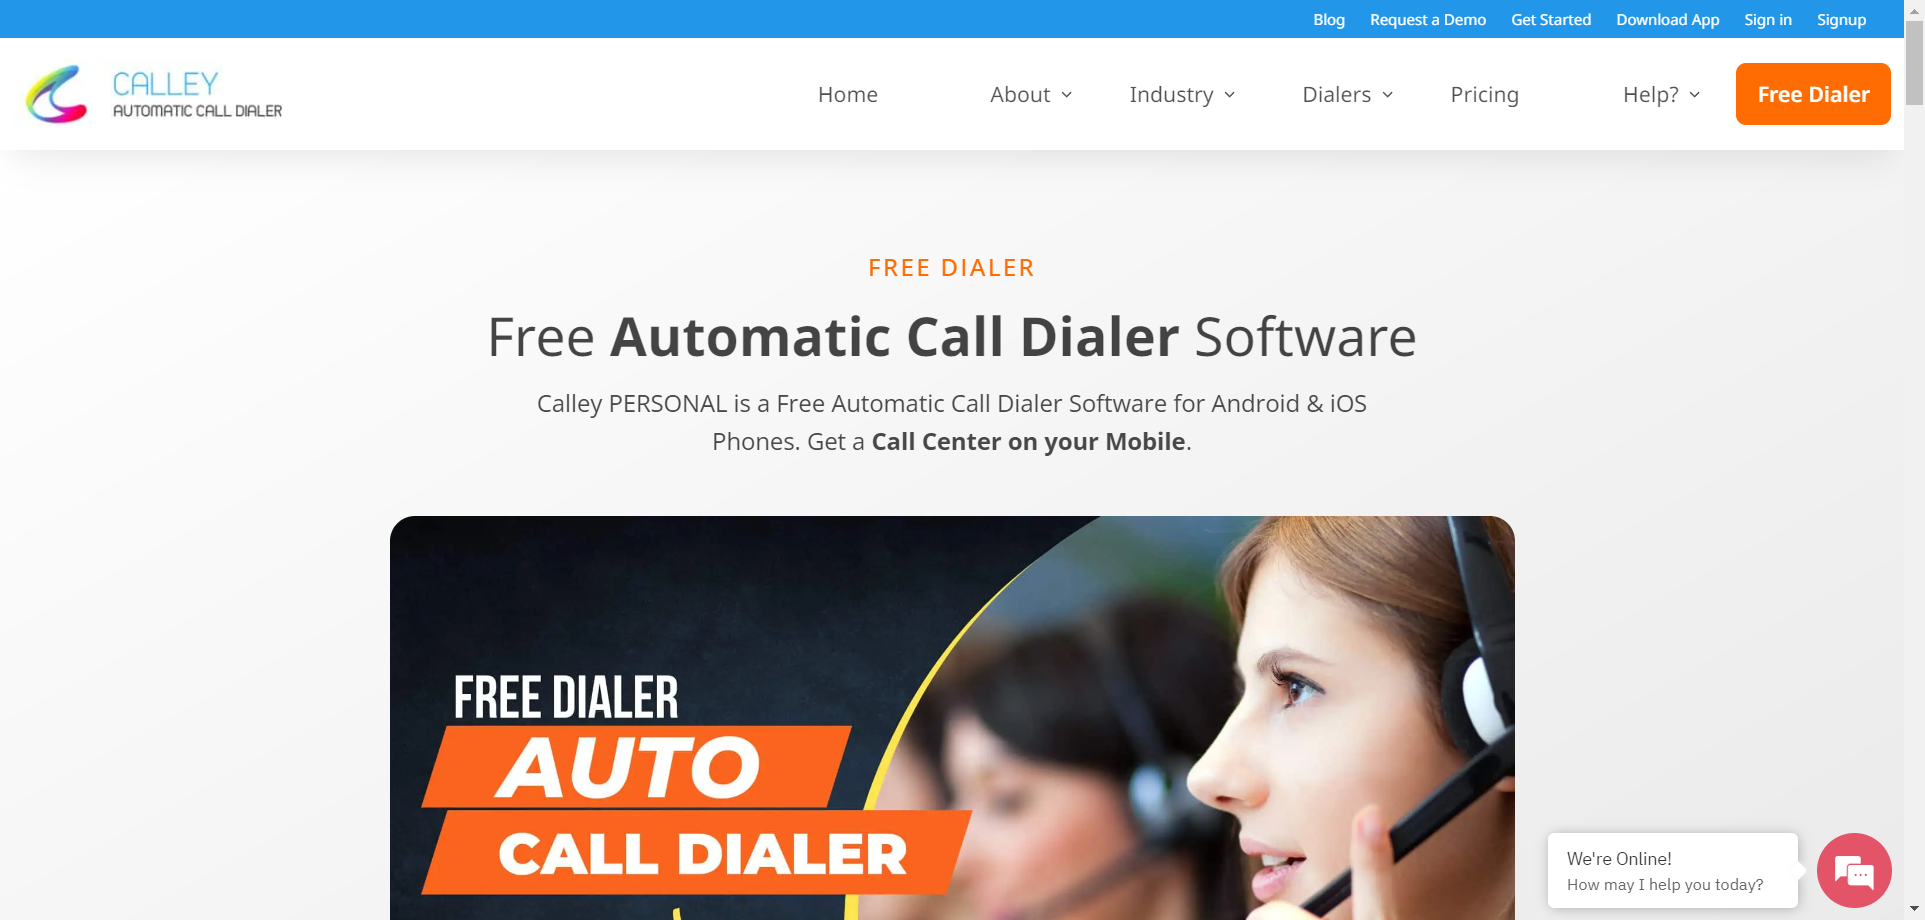 Blog Request a Demo Get Started Download App Sign in Signup
CALLEY
AUTOMATIC CALL DIALER
Home About Industry Dialers Pricing Help? Free Dialer
FREE DIALER
Free Automatic Call Dialer Software
Calley PERSONAL is a Free Automatic Call Dialer Software for Android & iOS
Phones. Get a Call Center on your Mobile.
FREE DIALER
AUTO
CALL DIALER
We're Online!
How may I help you today?